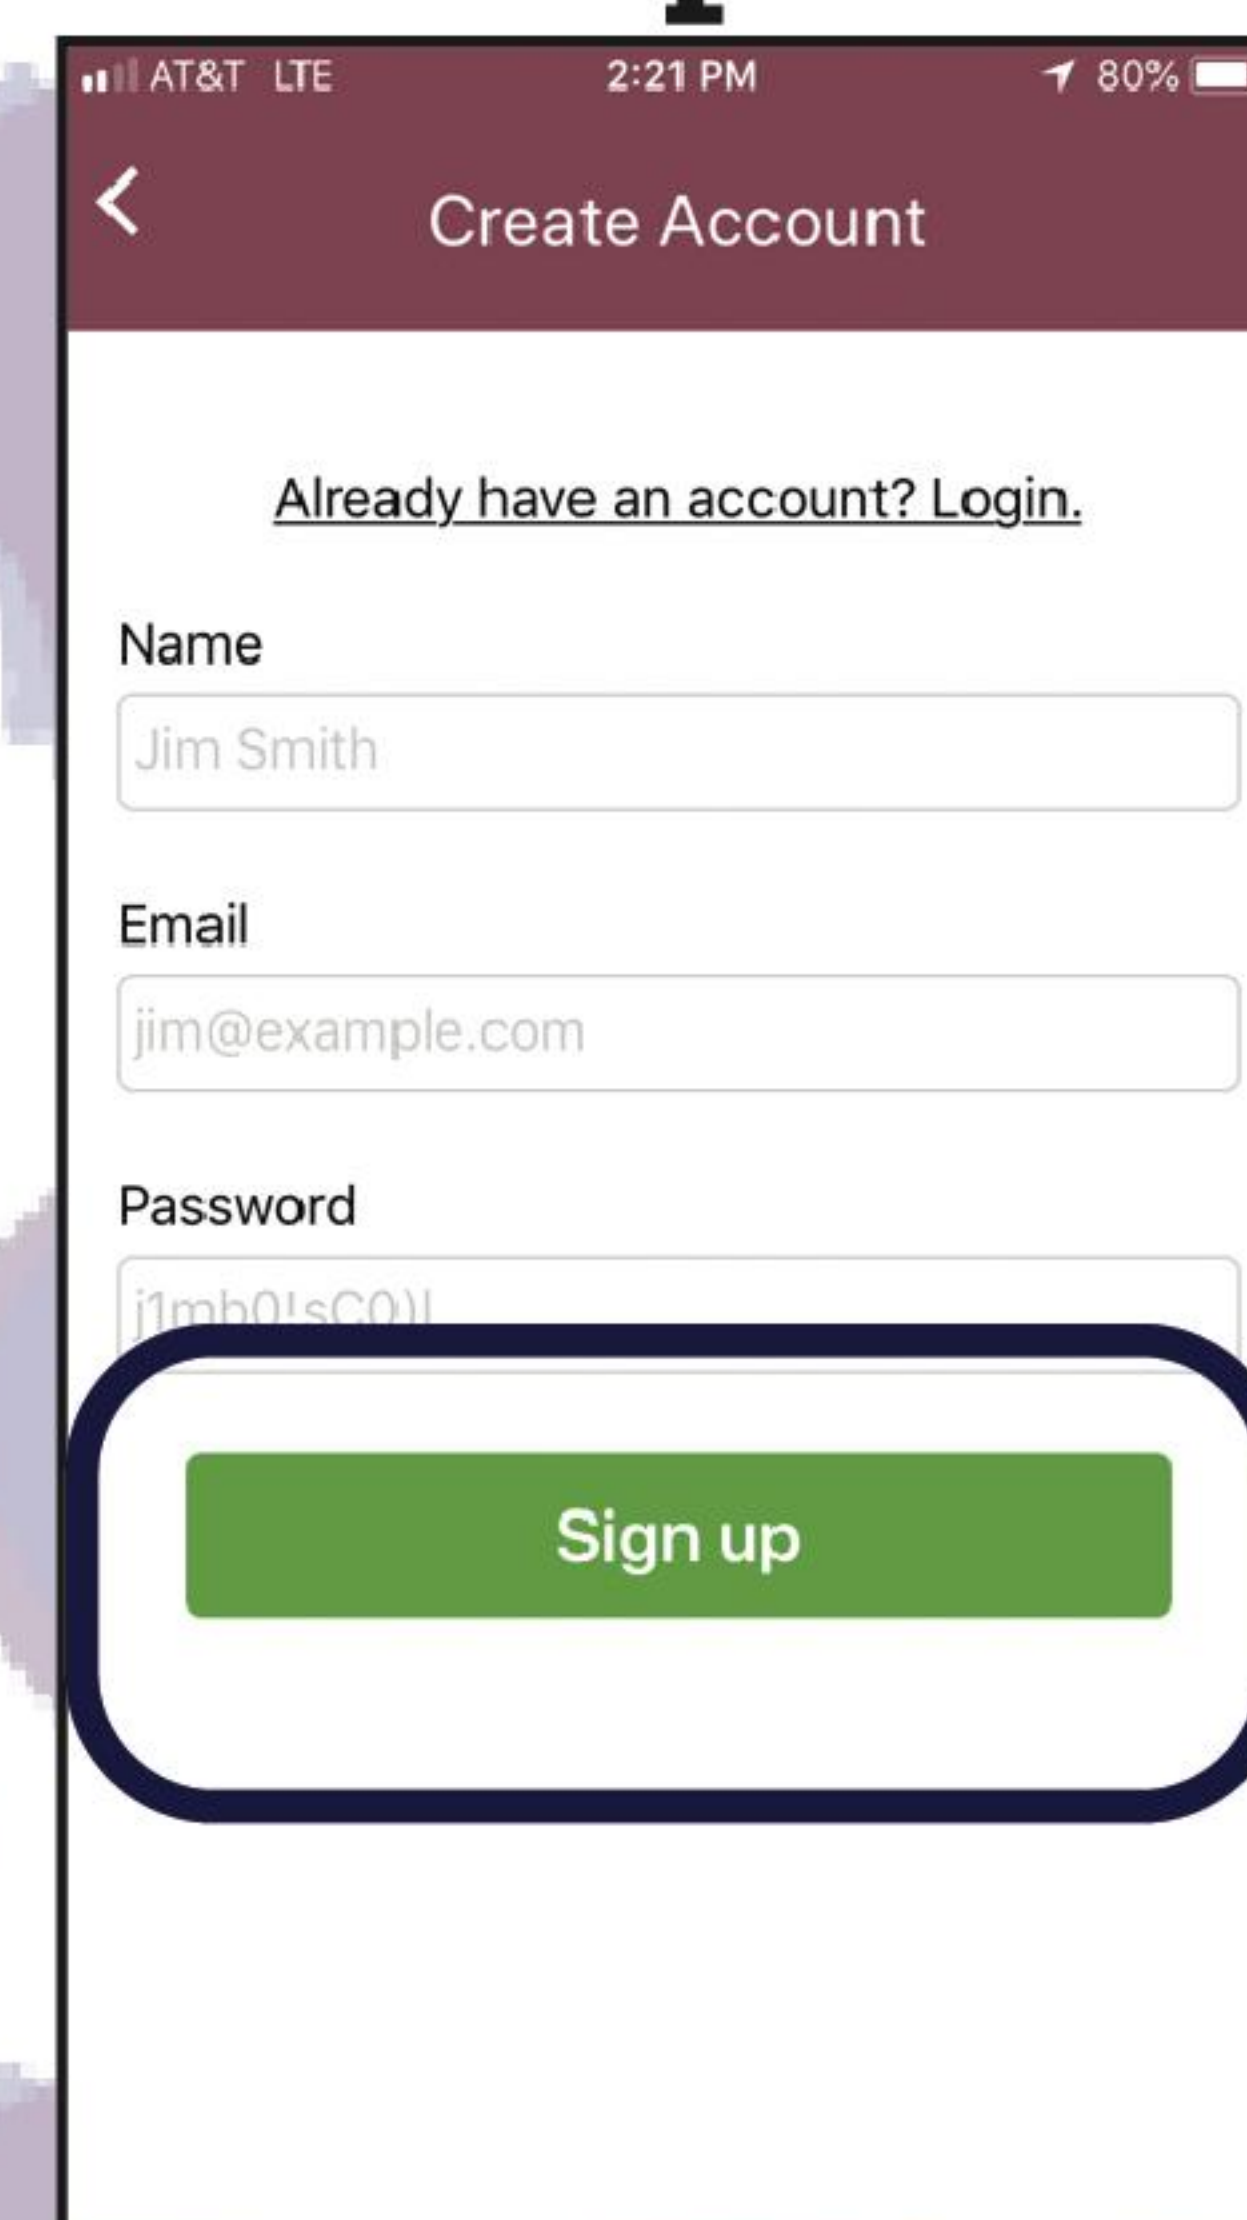 AT&T LTE 2:21 PM 80%
Create Account
Already have an account? Login.
Name
Jim Smith
Email
jim@example.com
Password
Sign up